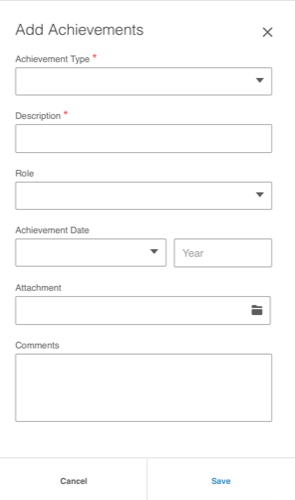 Add Achievements
Achievement Type *
Description *
Role
Achievement Date
Year
Attachment
Comments
Cancel Save